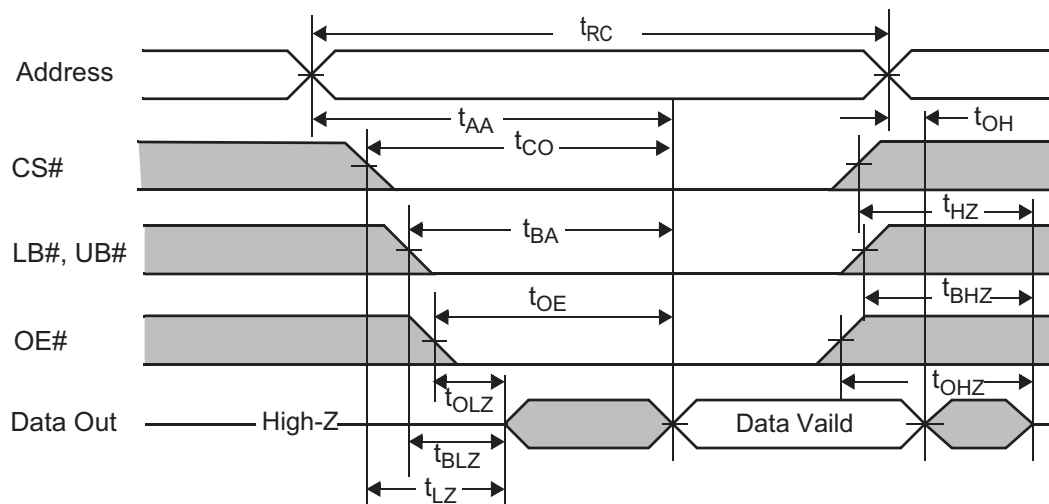 tRC
Address
tAA
tOH
tCO
CS#
tHZ
tBA
LB#, UB#
tBHZ
tOE
OE#
tOLZ
tOHZ
Data Out
High-Z
Data Vaild
tBLZ
tLZ